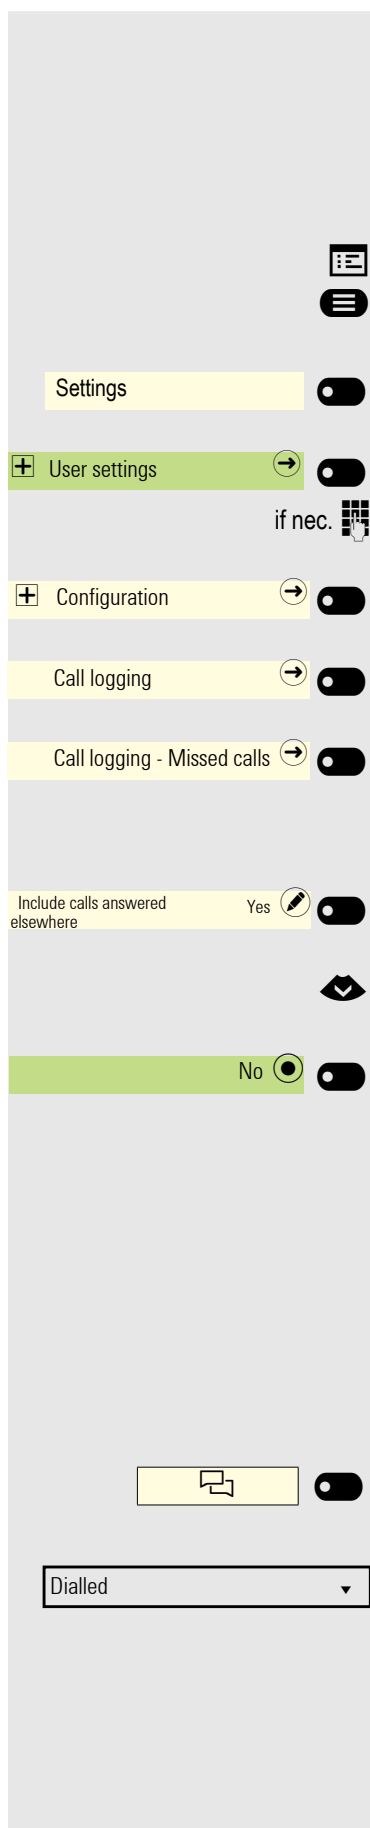 Settings
User settings
if nec.
Configuration
Call logging
Call logging - Missed calls
Include calls answered Yes
elsewhere
No
Dialled